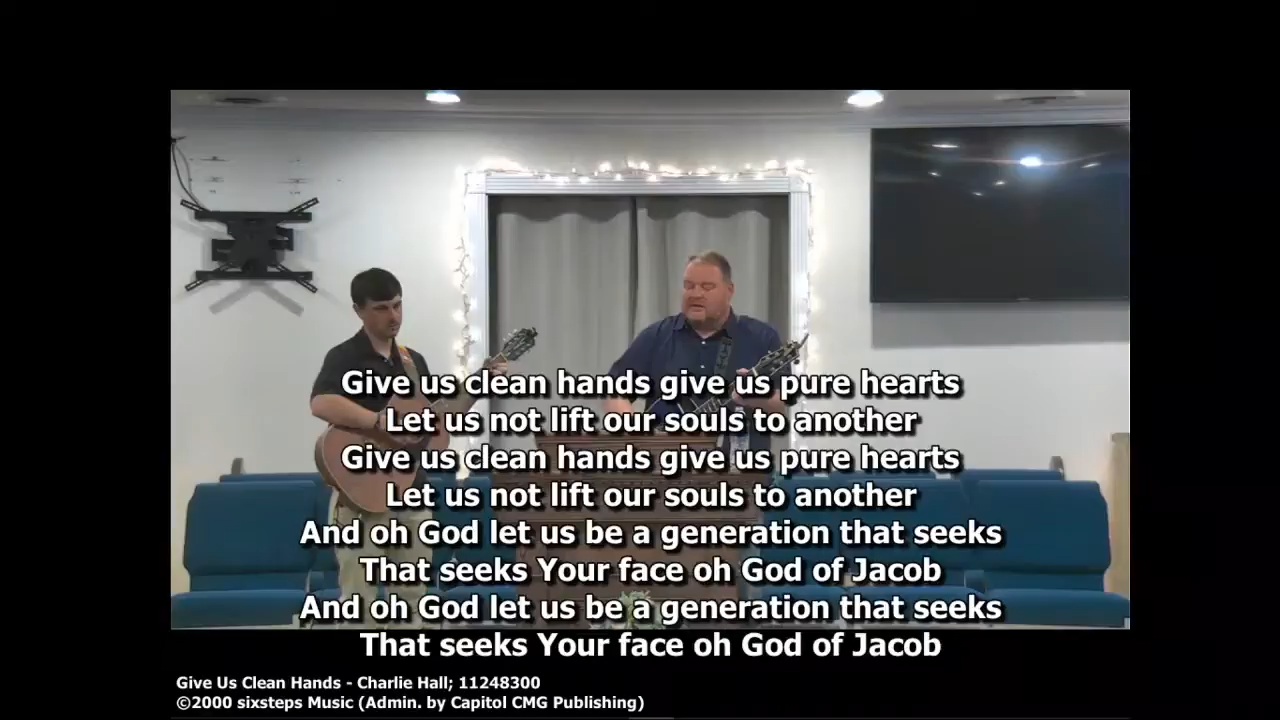 Give us clean hands give us pure hearts
Let us not lift our souls to another
Give us clean hands give us pure hearts
Let us not lift our souls to another
And oh God let us be a generation that seeks
That seeks Your face oh God of Jacob
And oh God let us be a generation that seeks
That seeks Your face oh God of Jacob
Give Us Clean Hands - Charlie Hall; 11248300
©2000 sixsteps Music (Admin. by Capitol CMG Publishing)